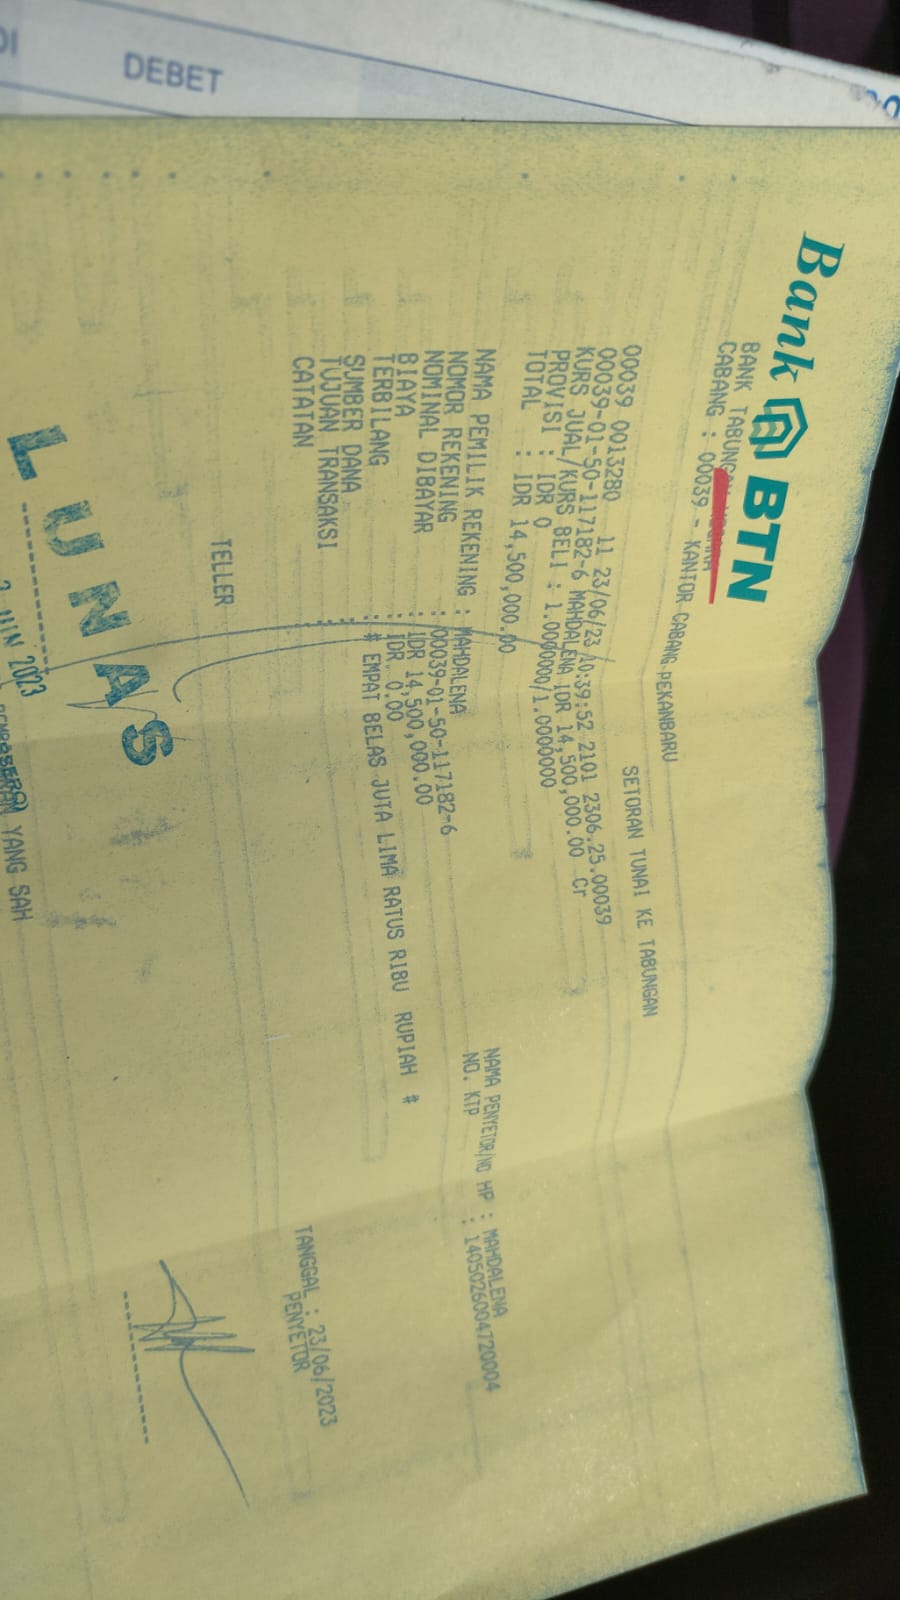 DEBET
Bank BTN
BANK TABUNGAN
CABANG : 00039 - KANTOR CABANG PEKANBARU
SETORAN TUNAI KE TABUNGAN
00039 0013280 11 23/06/23 10:39:52 2101 2306.25.00039
00039-01-50-117182-6 MAHDALENA IDR 14,500,000.00 Cr
KURS JUAL/KURS BELI : 1.0000000/1.0000000
PROVISI : IDR 0
TOTAL : IDR 14,500,000.00
NAMA PEMILIK REKENING : MAHDALENA
NOMOR REKENING : 00039-01-50-117182-6
NOMINAL DIBAYAR : IDR 14,500,000.00
BIAYA : IDR 0.00
TERBILANG : # EMPAT BELAS JUTA LIMA RATUS RIBU RUPIAH #
SUMBER DANA :
TUJUAN TRANSAKSI :
CATATAN :
NAMA PENYETOR/NO HP : MAHDALENA
NO. KTP : 1405026004720004
TANGGAL : 23/06/2023
PENYETOR
TELLER
LUNAS
JUN 2023
YANG SAH